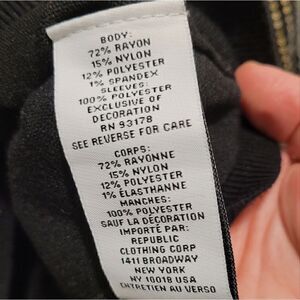 BODY:
72% RAYON
15% NYLON
12% POLYESTER
1% SPANDEX
SLEEVES:
100% POLYESTER
EXCLUSIVE OF
DECORATION
RN 93178
SEE REVERSE FOR CARE
CORPS:
72% RAYONNE
15% NYLON
12% POLYESTER
1% ÉLASTHANNE
MANCHES:
100% POLYESTER
SAUF LA DÉCORATION
IMPORTÉ PAR:
REPUBLIC
CLOTHING CORP
1411 BROADWAY
NEW YORK
NY 10018 USA
ENTRETIEN AU VERSO